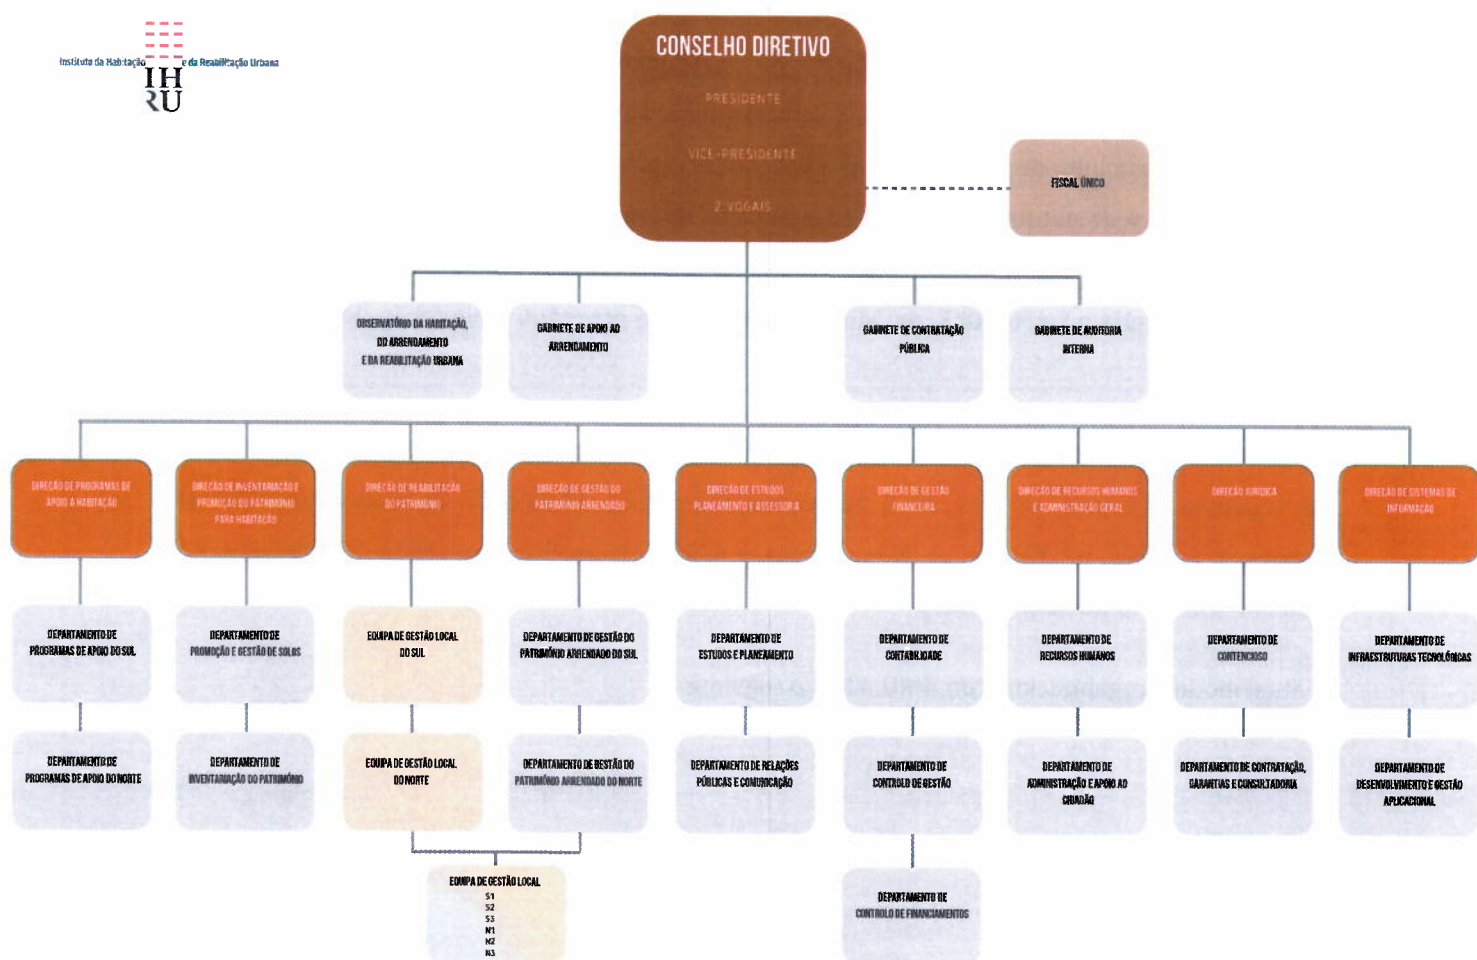 Instituto da Habitação e da Reabilitação Urbana
IH
RU
CONSELHO DIRETIVO
PRESIDENTE
VICE-PRESIDENTE
2 VOGAIS
FISCAL ÚNICO
OBSERVATÓRIO DA HABITAÇÃO,
DO ARRENDAMENTO
E DA REABILITAÇÃO URBANA
GABINETE DE APOIO AO
ARRENDAMENTO
GABINETE DE CONTRATAÇÃO
PÚBLICA
GABINETE DE AUDITORIA
INTERNA
DIREÇÃO DE PROGRAMAS DE
APOIO À HABITAÇÃO
DIREÇÃO DE INVENTARIAÇÃO E
PROMOÇÃO DO PATRIMÓNIO
PARA HABITAÇÃO
DIREÇÃO DE REABILITAÇÃO
DO PATRIMÓNIO
DIREÇÃO DE GESTÃO DO
PATRIMÓNIO ARRENDADO
DIREÇÃO DE ESTUDOS
PLANEAMENTO E ASSESSORIA
DIREÇÃO DE GESTÃO
FINANCEIRA
DIREÇÃO DE RECURSOS HUMANOS
E ADMINISTRAÇÃO GERAL
DIREÇÃO JURÍDICA
DIREÇÃO DE SISTEMAS DE
INFORMAÇÃO
DEPARTAMENTO DE
PROGRAMAS DE APOIO DO SUL
DEPARTAMENTO DE
PROMOÇÃO E GESTÃO DE SOLOS
EQUIPA DE GESTÃO LOCAL
DO SUL
DEPARTAMENTO DE GESTÃO DO
PATRIMÓNIO ARRENDADO DO SUL
DEPARTAMENTO DE
ESTUDOS E PLANEAMENTO
DEPARTAMENTO DE
CONTABILIDADE
DEPARTAMENTO DE
RECURSOS HUMANOS
DEPARTAMENTO DE
CONTENCIOSO
DEPARTAMENTO DE
INFRAESTRUTURAS TECNOLÓGICAS
DEPARTAMENTO DE
PROGRAMAS DE APOIO DO NORTE
DEPARTAMENTO DE
INVENTARIAÇÃO DO PATRIMÓNIO
EQUIPA DE GESTÃO LOCAL
DO NORTE
DEPARTAMENTO DE GESTÃO DO
PATRIMÓNIO ARRENDADO DO NORTE
DEPARTAMENTO DE RELAÇÕES
PÚBLICAS E COMUNICAÇÃO
DEPARTAMENTO DE
CONTROLO DE GESTÃO
DEPARTAMENTO DE
ADMINISTRAÇÃO E APOIO AO
CIDADÃO
DEPARTAMENTO DE CONTRATAÇÃO,
GARANTIAS E CONSULTADORIA
DEPARTAMENTO DE
DESENVOLVIMENTO E GESTÃO
APLICACIONAL
EQUIPA DE GESTÃO LOCAL
S1
S2
S3
N1
N2
N3
DEPARTAMENTO DE
CONTROLO DE FINANCIAMENTOS